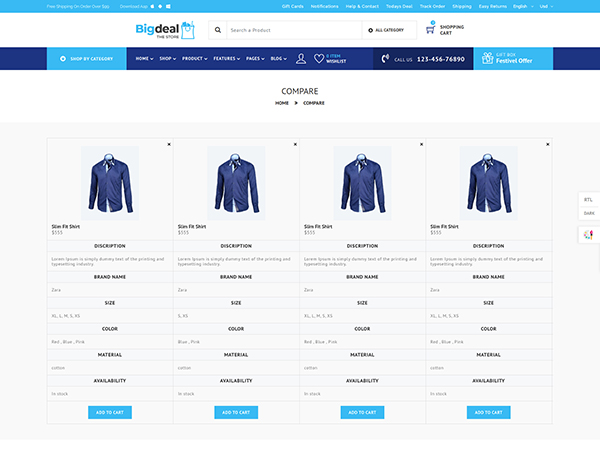 Free Shipping On Order Over $99 Download App Gift Cards Notifications Help & Contact Todays Deal Track Order Shipping Easy Returns English Usd
Bigdeal
THE STORE
Search a Product
ALL CATEGORY
0
SHOPPING
CART
SHOP BY CATEGORY
HOME SHOP PRODUCT FEATURES PAGES BLOG
0 ITEM
WISHLIST
CALL US 123-456-76890
GIFT BOX
Festivel Offer
COMPARE
HOME > COMPARE
× × × ×
Slim Fit Shirt Slim Fit Shirt Slim Fit Shirt Slim Fit Shirt
$555 $555 $555 $555
DISCRIPTION DISCRIPTION DISCRIPTION DISCRIPTION
Lorem Ipsum is simply dummy text of the printing and Lorem Ipsum is simply dummy text of the printing and Lorem Ipsum is simply dummy text of the printing and Lorem Ipsum is simply dummy text of the printing and
typesetting industry. typesetting industry. typesetting industry. typesetting industry.
BRAND NAME BRAND NAME BRAND NAME BRAND NAME
Zara Zara Zara Zara
SIZE SIZE SIZE SIZE
XL, L, M, S, XS S, XS XL, L, M, S, XS XL, L, M, S, XS
COLOR COLOR COLOR COLOR
Red , Blue , Pink Blue , Pink Red , Blue , Pink Red , Blue , Pink
MATERIAL MATERIAL MATERIAL MATERIAL
cotton cotton cotton cotton
AVAILABILITY AVAILABILITY AVAILABILITY AVAILABILITY
In stock In stock In stock In stock
ADD TO CART ADD TO CART ADD TO CART ADD TO CART
RTL
Dark